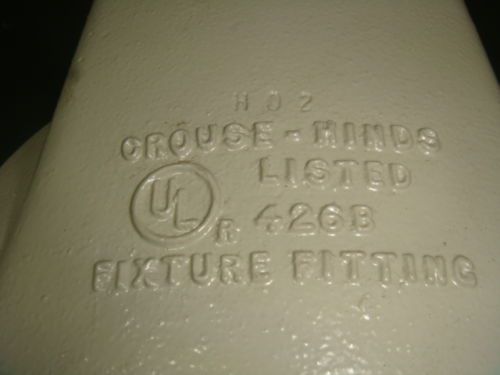 H02
CROUSE-HINDS
LISTED
UL R 426B
FIXTURE FITTING